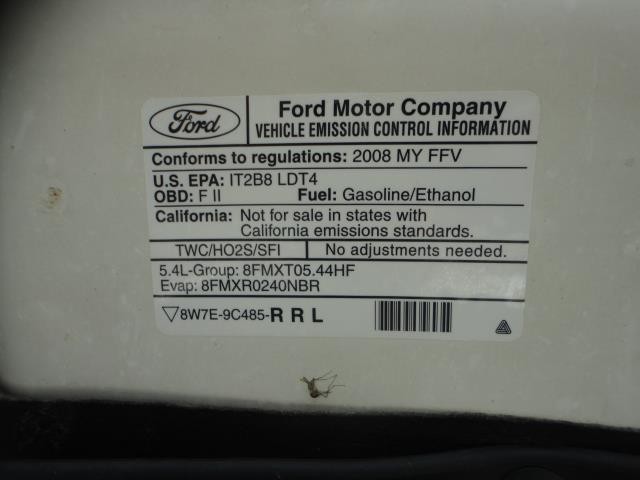 Ford
Ford Motor Company
VEHICLE EMISSION CONTROL INFORMATION
Conforms to regulations: 2008 MY FFV
U.S. EPA: IT2B8 LDT4
OBD: F II Fuel: Gasoline/Ethanol
California: Not for sale in states with
California emissions standards.
TWC/HO2S/SFI No adjustments needed.
5.4L-Group: 8FMXT05.44HF
Evap: 8FMXR0240NBR
▽8W7E-9C485-R R L